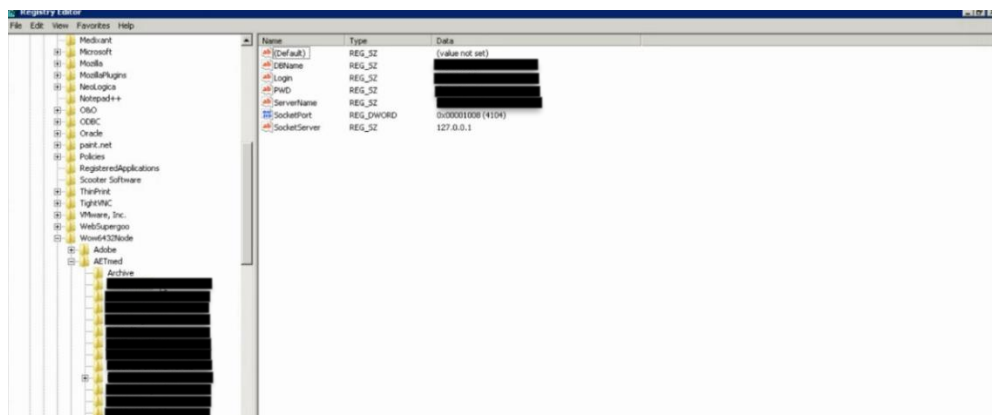 Registry Editor
File Edit View Favorites Help
Medixant
Microsoft
Mozilla
MozillaPlugins
NeoLogica
Notepad++
O&O
ODBC
Oracle
paint.net
Policies
RegisteredApplications
Scooter Software
ThinPrint
TightVNC
VMware, Inc.
WebSupergoo
Wow6432Node
Adobe
AETmed
Archive
Name Type Data
(Default) REG_SZ (value not set)
DBName REG_SZ
Login REG_SZ
PWD REG_SZ
ServerName REG_SZ
SocketPort REG_DWORD 0x00001008 (4104)
SocketServer REG_SZ 127.0.0.1